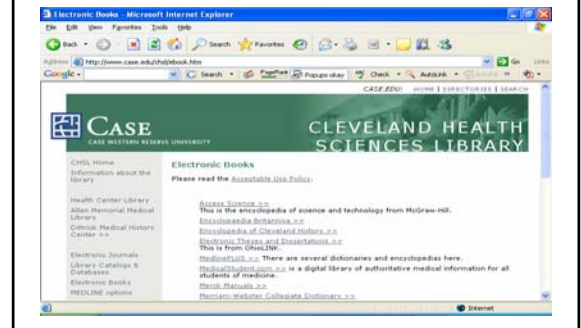 Electronic Books - Microsoft Internet Explorer
File Edit View Favorites Tools Help
Back Search Favorites
Address http://www.case.edu/chsl/ebook.htm Go Links
Google Search PageRank Popups okay Check AutoLink
CASE.EDU: HOME | DIRECTORIES | SEARCH
CASE
CASE WESTERN RESERVE UNIVERSITY
CLEVELAND HEALTH
SCIENCES LIBRARY
CHSL Home
Information about the
library
Health Center Library
Allen Memorial Medical
Library
Dittrick Medical History
Center >>
Electronic Journals
Library Catalogs &
Databases
Electronic Books
MEDLINE options
Electronic Books
Please read the Acceptable Use Policy.
Access Science >>
This is the encyclopedia of science and technology from McGraw-Hill.
Encyclopaedia Britannica >>
Encyclopedia of Cleveland History >>
Electronic Theses and Dissertations >>
This is from OhioLINK.
MedlinePLUS >> There are several dictionaries and encyclopedias here.
MedicalStudent.com >> is a digital library of authoritative medical information for all
students of medicine.
Merck Manuals >>
Merriam-Webster Collegiate Dictionary >>
Internet